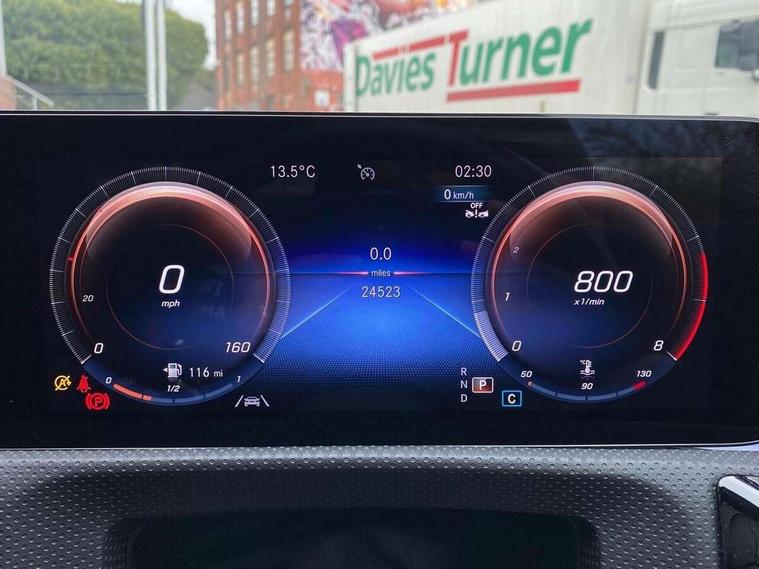 Davies Turner
13.5°C
02:30
0 km/h
OFF
0.0
miles
24523
0
mph
20
0
160
800
x1/min
2
1
0
8
116 mi
0
1/2
1
R
N
P
D
C
°C
50
90
130
A
P